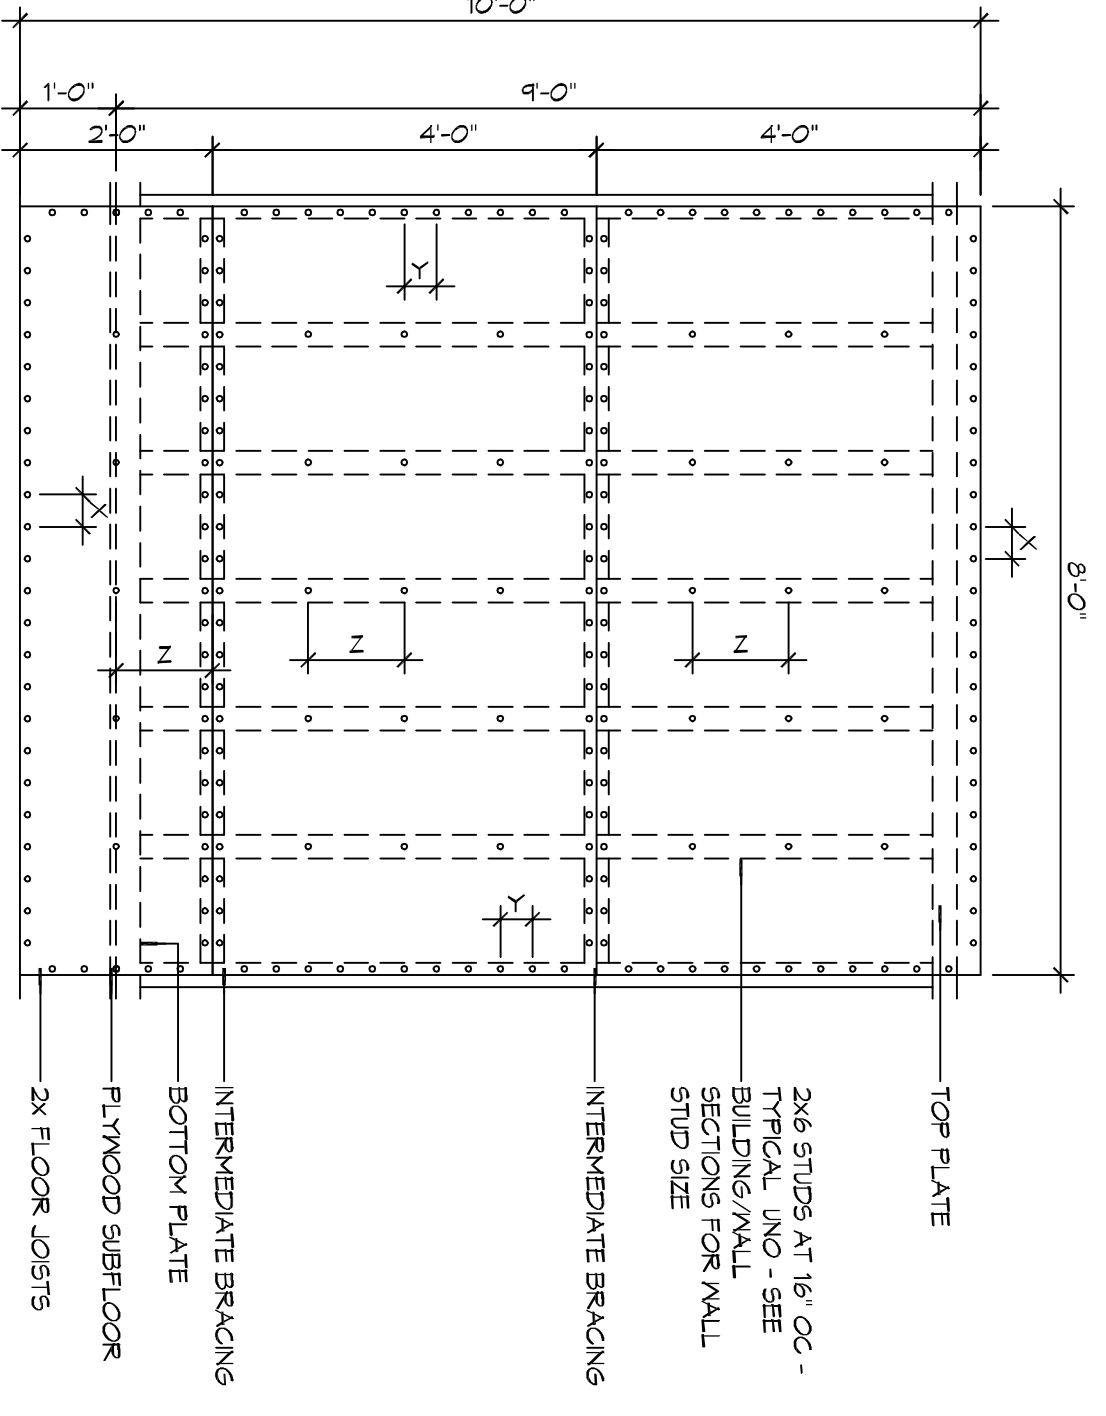 10'-0"
1'-0"
9'-0"
2'-0"
4'-0"
4'-0"
8'-0"
Y
X
X
Z
Z
Z
Y
TOP PLATE
2X6 STUDS AT 16" OC -
TYPICAL UNO - SEE
BUILDING/WALL
SECTIONS FOR WALL
STUD SIZE
INTERMEDIATE BRACING
INTERMEDIATE BRACING
BOTTOM PLATE
PLYWOOD SUBFLOOR
2X FLOOR JOISTS